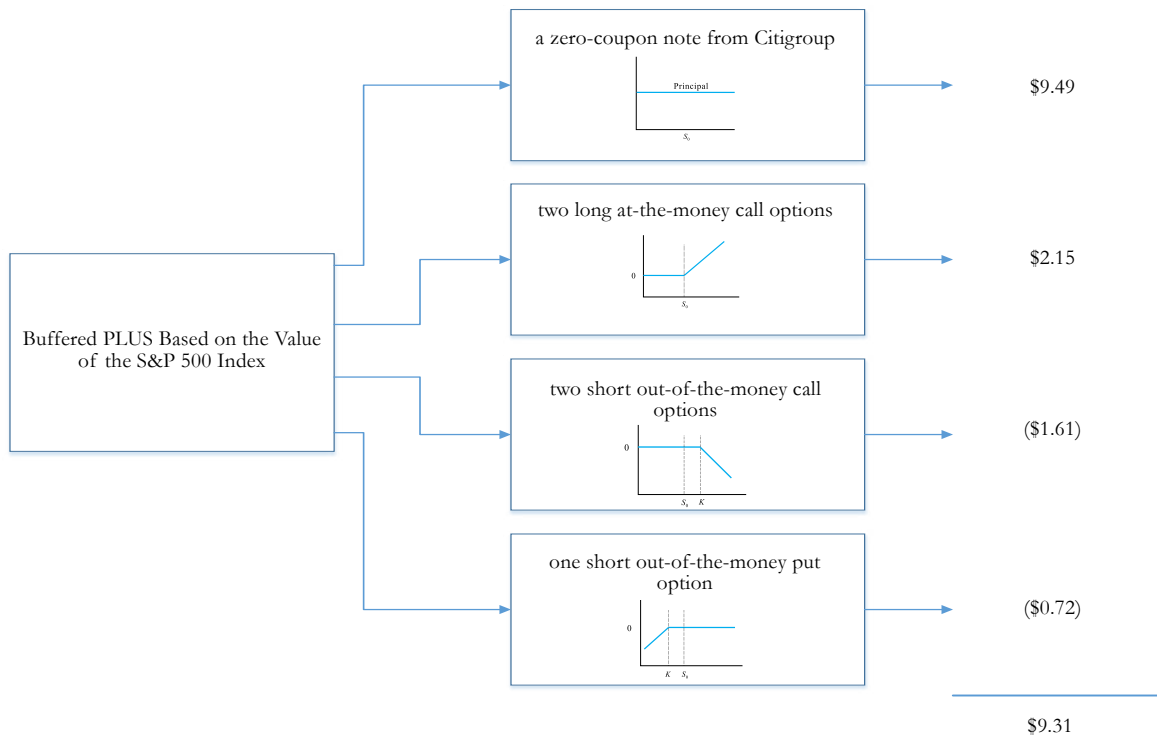 Buffered PLUS Based on the Value
of the S&P 500 Index
a zero-coupon note from Citigroup
Principal
S₀
$9.49
two long at-the-money call options
0
S₀
$2.15
two short out-of-the-money call
options
0
S₀ K
($1.61)
one short out-of-the-money put
option
0
K S₀
($0.72)
$9.31